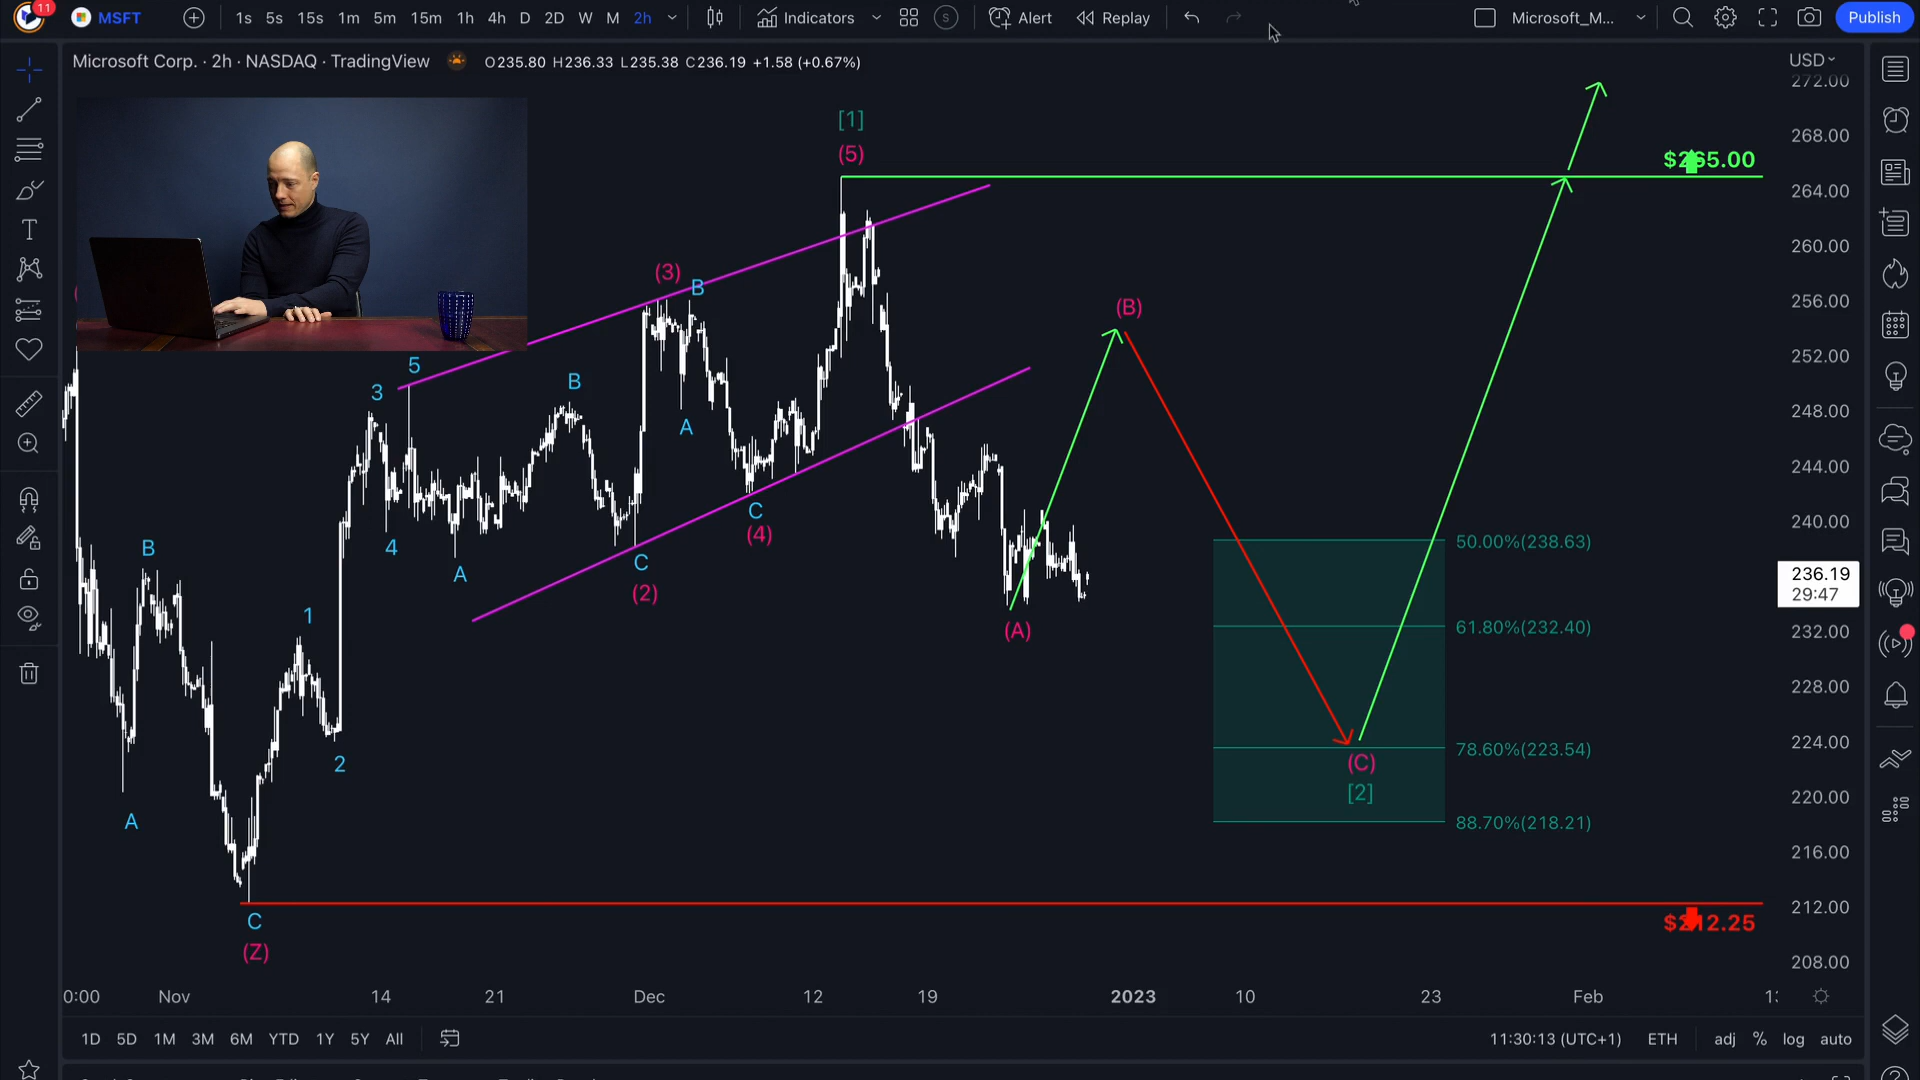 11
MSFT
1s 5s 15s 1m 5m 15m 1h 4h D 2D W M 2h
Indicators
S
Alert
Replay
Microsoft_M...
Publish
Microsoft Corp. · 2h · NASDAQ · TradingView
O235.80 H236.33 L235.38 C236.19 +1.58 (+0.67%)
USD
272.00
[1]
268.00
(5)
$265.00
264.00
260.00
(3)
B
256.00
(B)
252.00
5
B
3
248.00
A
244.00
C
240.00
(4)
50.00%(238.63)
B
4
C
A
236.19
29:47
(2)
1
61.80%(232.40)
232.00
(A)
228.00
224.00
78.60%(223.54)
2
(C)
[2]
220.00
A
88.70%(218.21)
216.00
212.00
C
$212.25
(Z)
208.00
0:00 Nov 14 21 Dec 12 19 2023 10 23 Feb
1D 5D 1M 3M 6M YTD 1Y 5Y All
11:30:13 (UTC+1) ETH adj % log auto